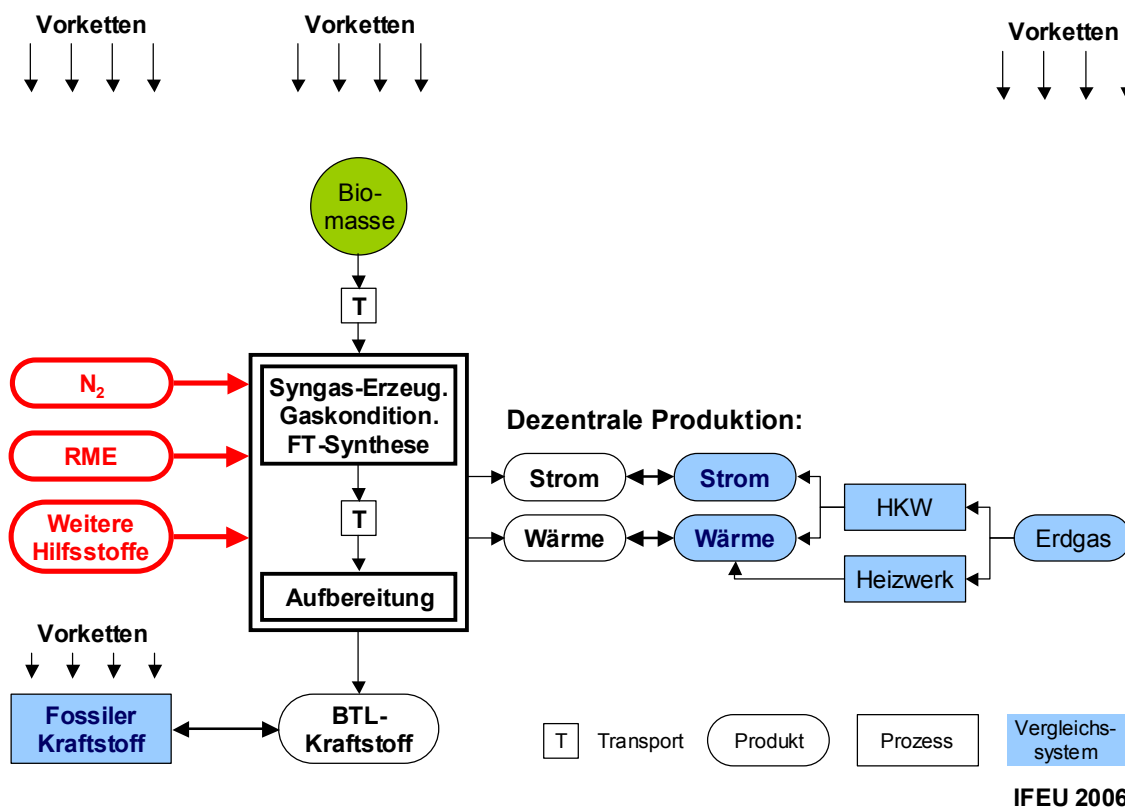 Vorketten
Vorketten
Vorketten
Bio-
masse
T
N2
RME
Weitere
Hilfsstoffe
Syngas-Erzeug.
Gaskondition.
FT-Synthese
T
Aufbereitung
Dezentrale Produktion:
Strom
Strom
Wärme
Wärme
HKW
Heizwerk
Erdgas
Vorketten
Fossiler
Kraftstoff
BTL-
Kraftstoff
T
Transport
Produkt
Prozess
Vergleichs-
system
IFEU 2006